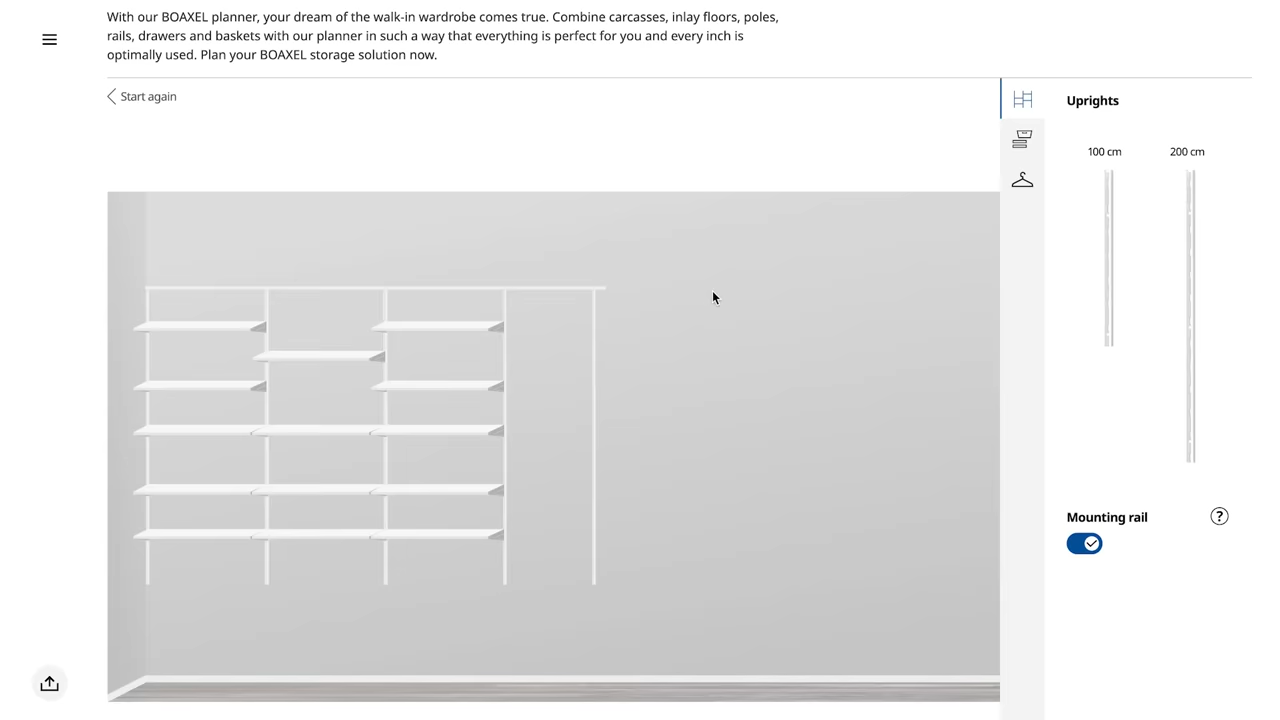 With our BOAXEL planner, your dream of the walk-in wardrobe comes true. Combine carcasses, inlay floors, poles,
rails, drawers and baskets with our planner in such a way that everything is perfect for you and every inch is
optimally used. Plan your BOAXEL storage solution now.
Start again
Uprights
100 cm 200 cm
Mounting rail ?